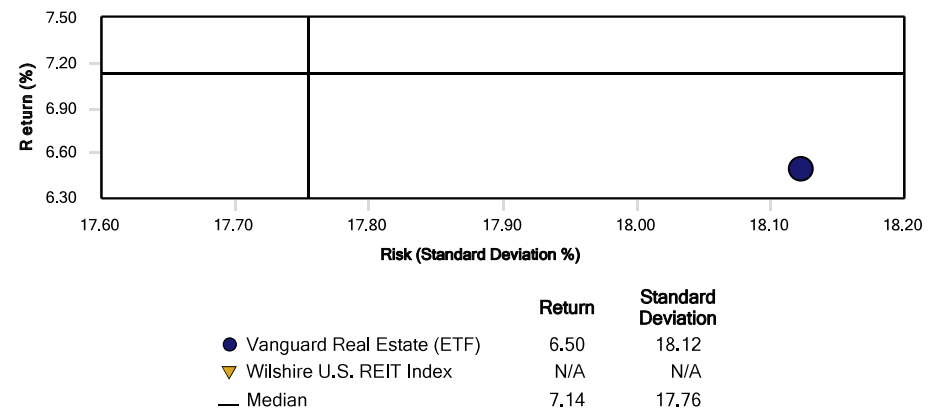 7.50
7.20
6.90
6.60
6.30
Return (%)
17.60 17.70 17.80 17.90 18.00 18.10 18.20
Risk (Standard Deviation %)
Return Standard Deviation
Vanguard Real Estate (ETF) 6.50 18.12
Wilshire U.S. REIT Index N/A N/A
Median 7.14 17.76